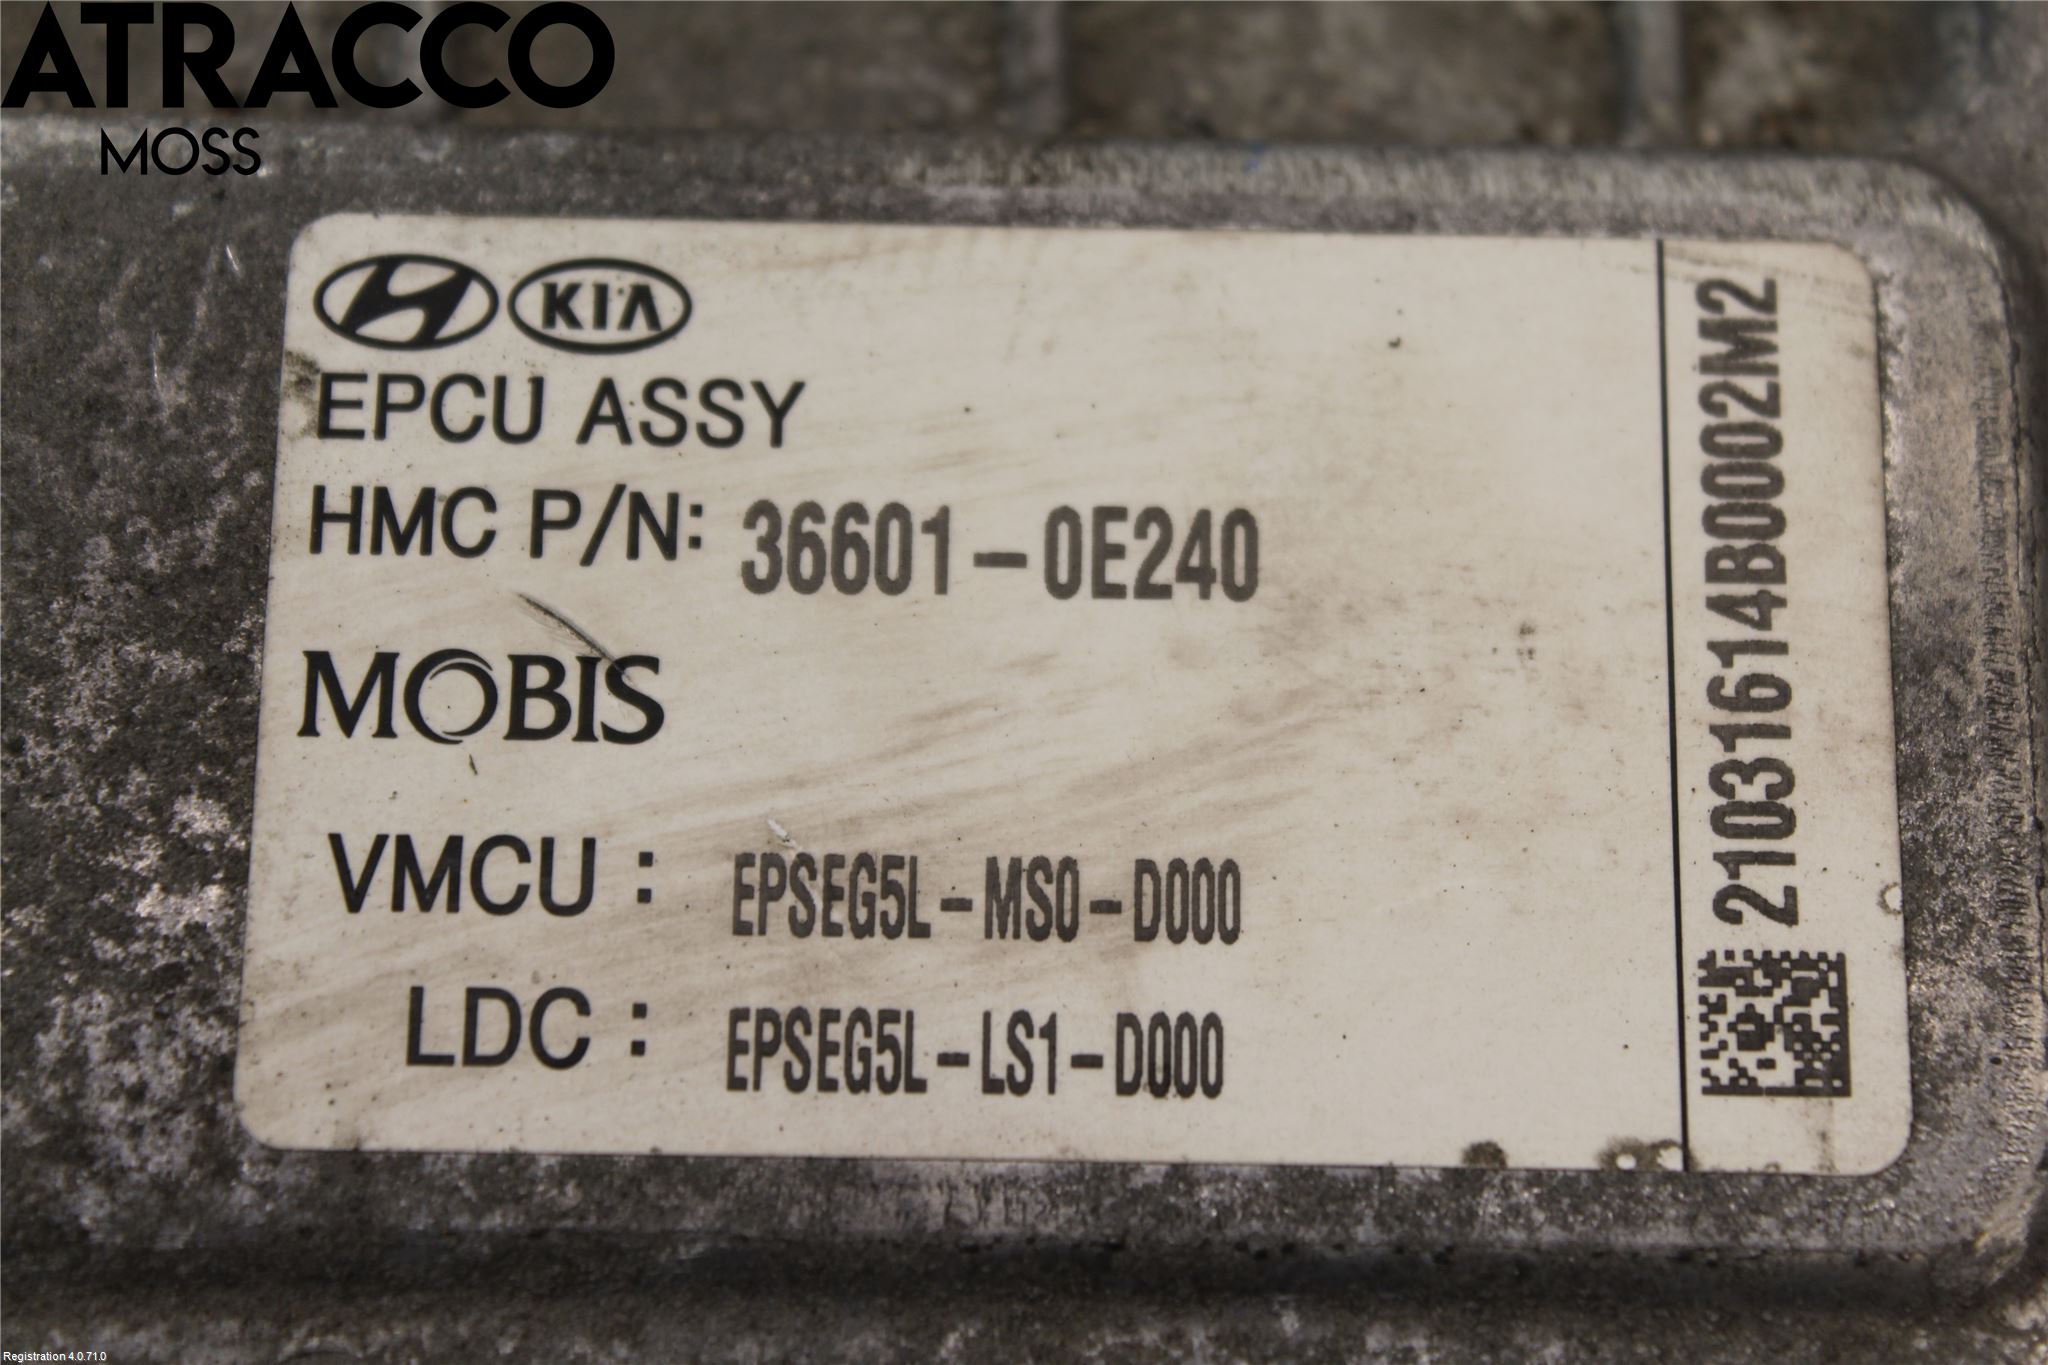 ATRACCO
MOSS
KIA
EPCU ASSY
HMC P/N: 36601-0E240
MOBIS
VMCU : EPSEG5L-MS0-D000
LDC : EPSEG5L-LS1-D000
21031614B0002M2
Registration 4.0.71.0